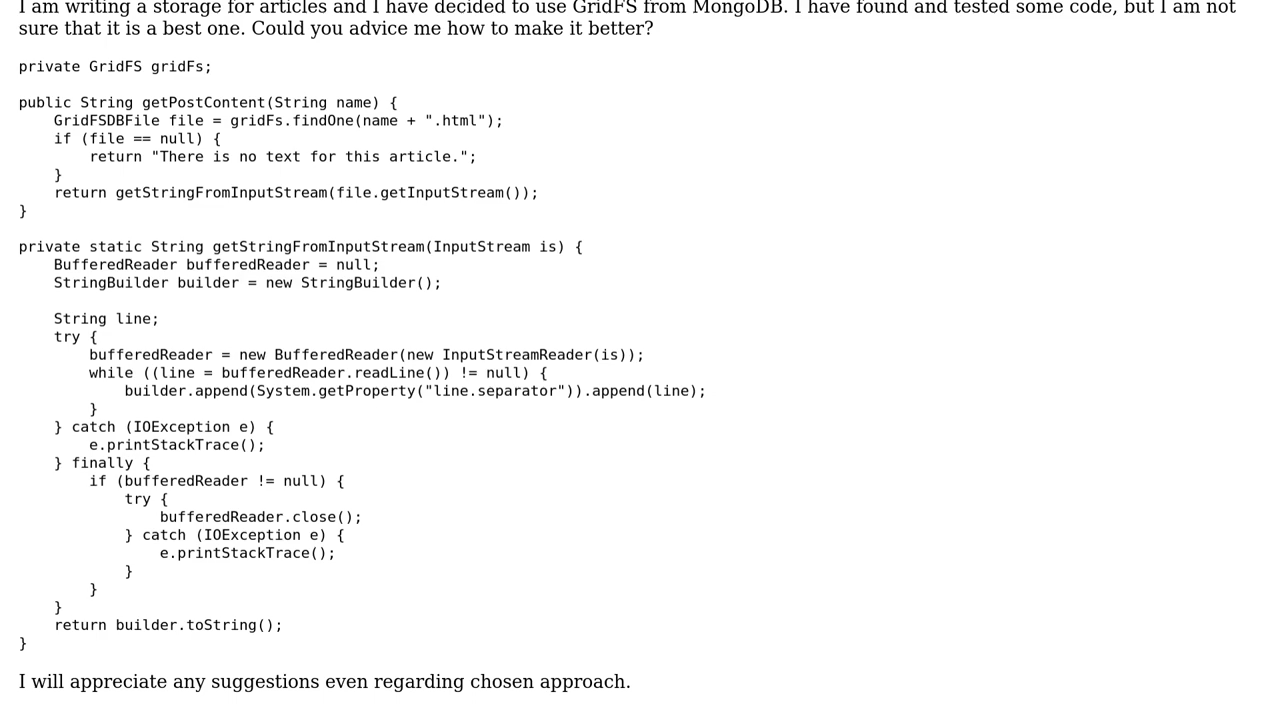 I am writing a storage for articles and I have decided to use GridFS from MongoDB. I have found and tested some code, but I am not
sure that it is a best one. Could you advice me how to make it better?
private GridFS gridFs;
public String getPostContent(String name) {
    GridFSDBFile file = gridFs.findOne(name + ".html");
    if (file == null) {
        return "There is no text for this article.";
    }
    return getStringFromInputStream(file.getInputStream());
}
private static String getStringFromInputStream(InputStream is) {
    BufferedReader bufferedReader = null;
    StringBuilder builder = new StringBuilder();
    String line;
    try {
        bufferedReader = new BufferedReader(new InputStreamReader(is));
        while ((line = bufferedReader.readLine()) != null) {
            builder.append(System.getProperty("line.separator")).append(line);
        }
    } catch (IOException e) {
        e.printStackTrace();
    } finally {
        if (bufferedReader != null) {
            try {
                bufferedReader.close();
            } catch (IOException e) {
                e.printStackTrace();
            }
        }
    }
    return builder.toString();
}
I will appreciate any suggestions even regarding chosen approach.